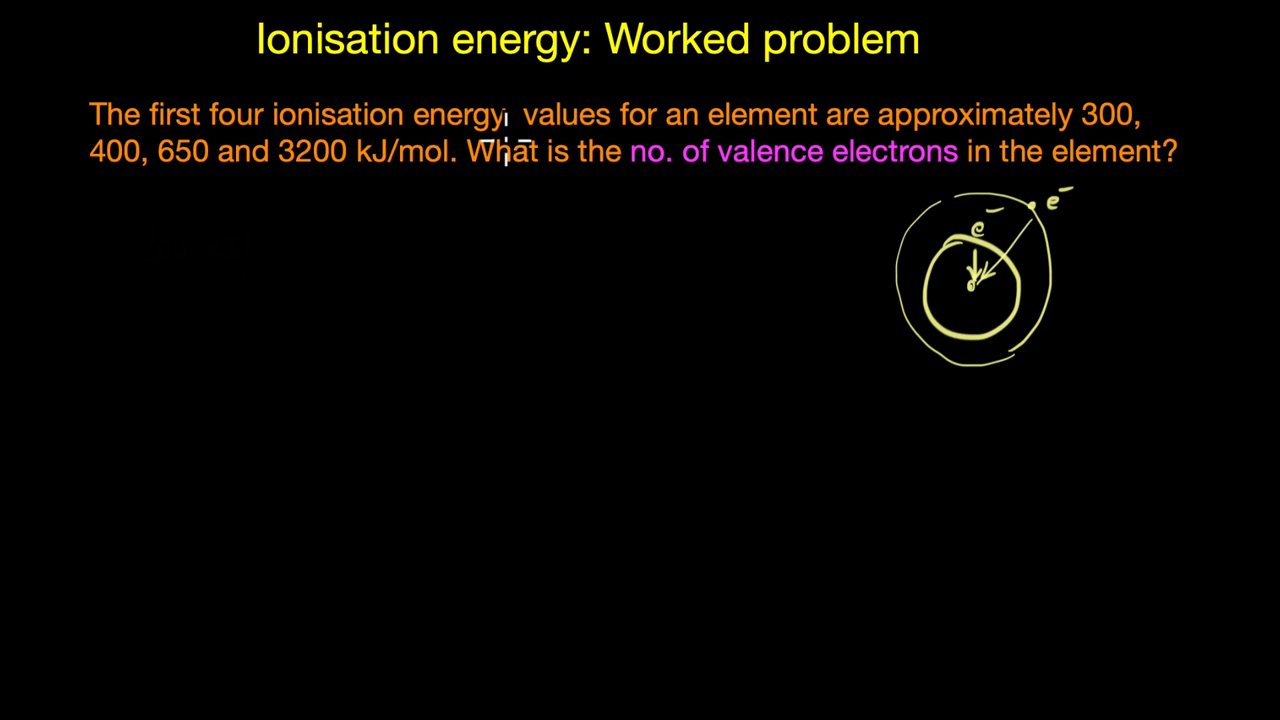 Ionisation energy: Worked problem
The first four ionisation energy values for an element are approximately 300,
400, 650 and 3200 kJ/mol. What is the no. of valence electrons in the element?
e⁻
e⁻